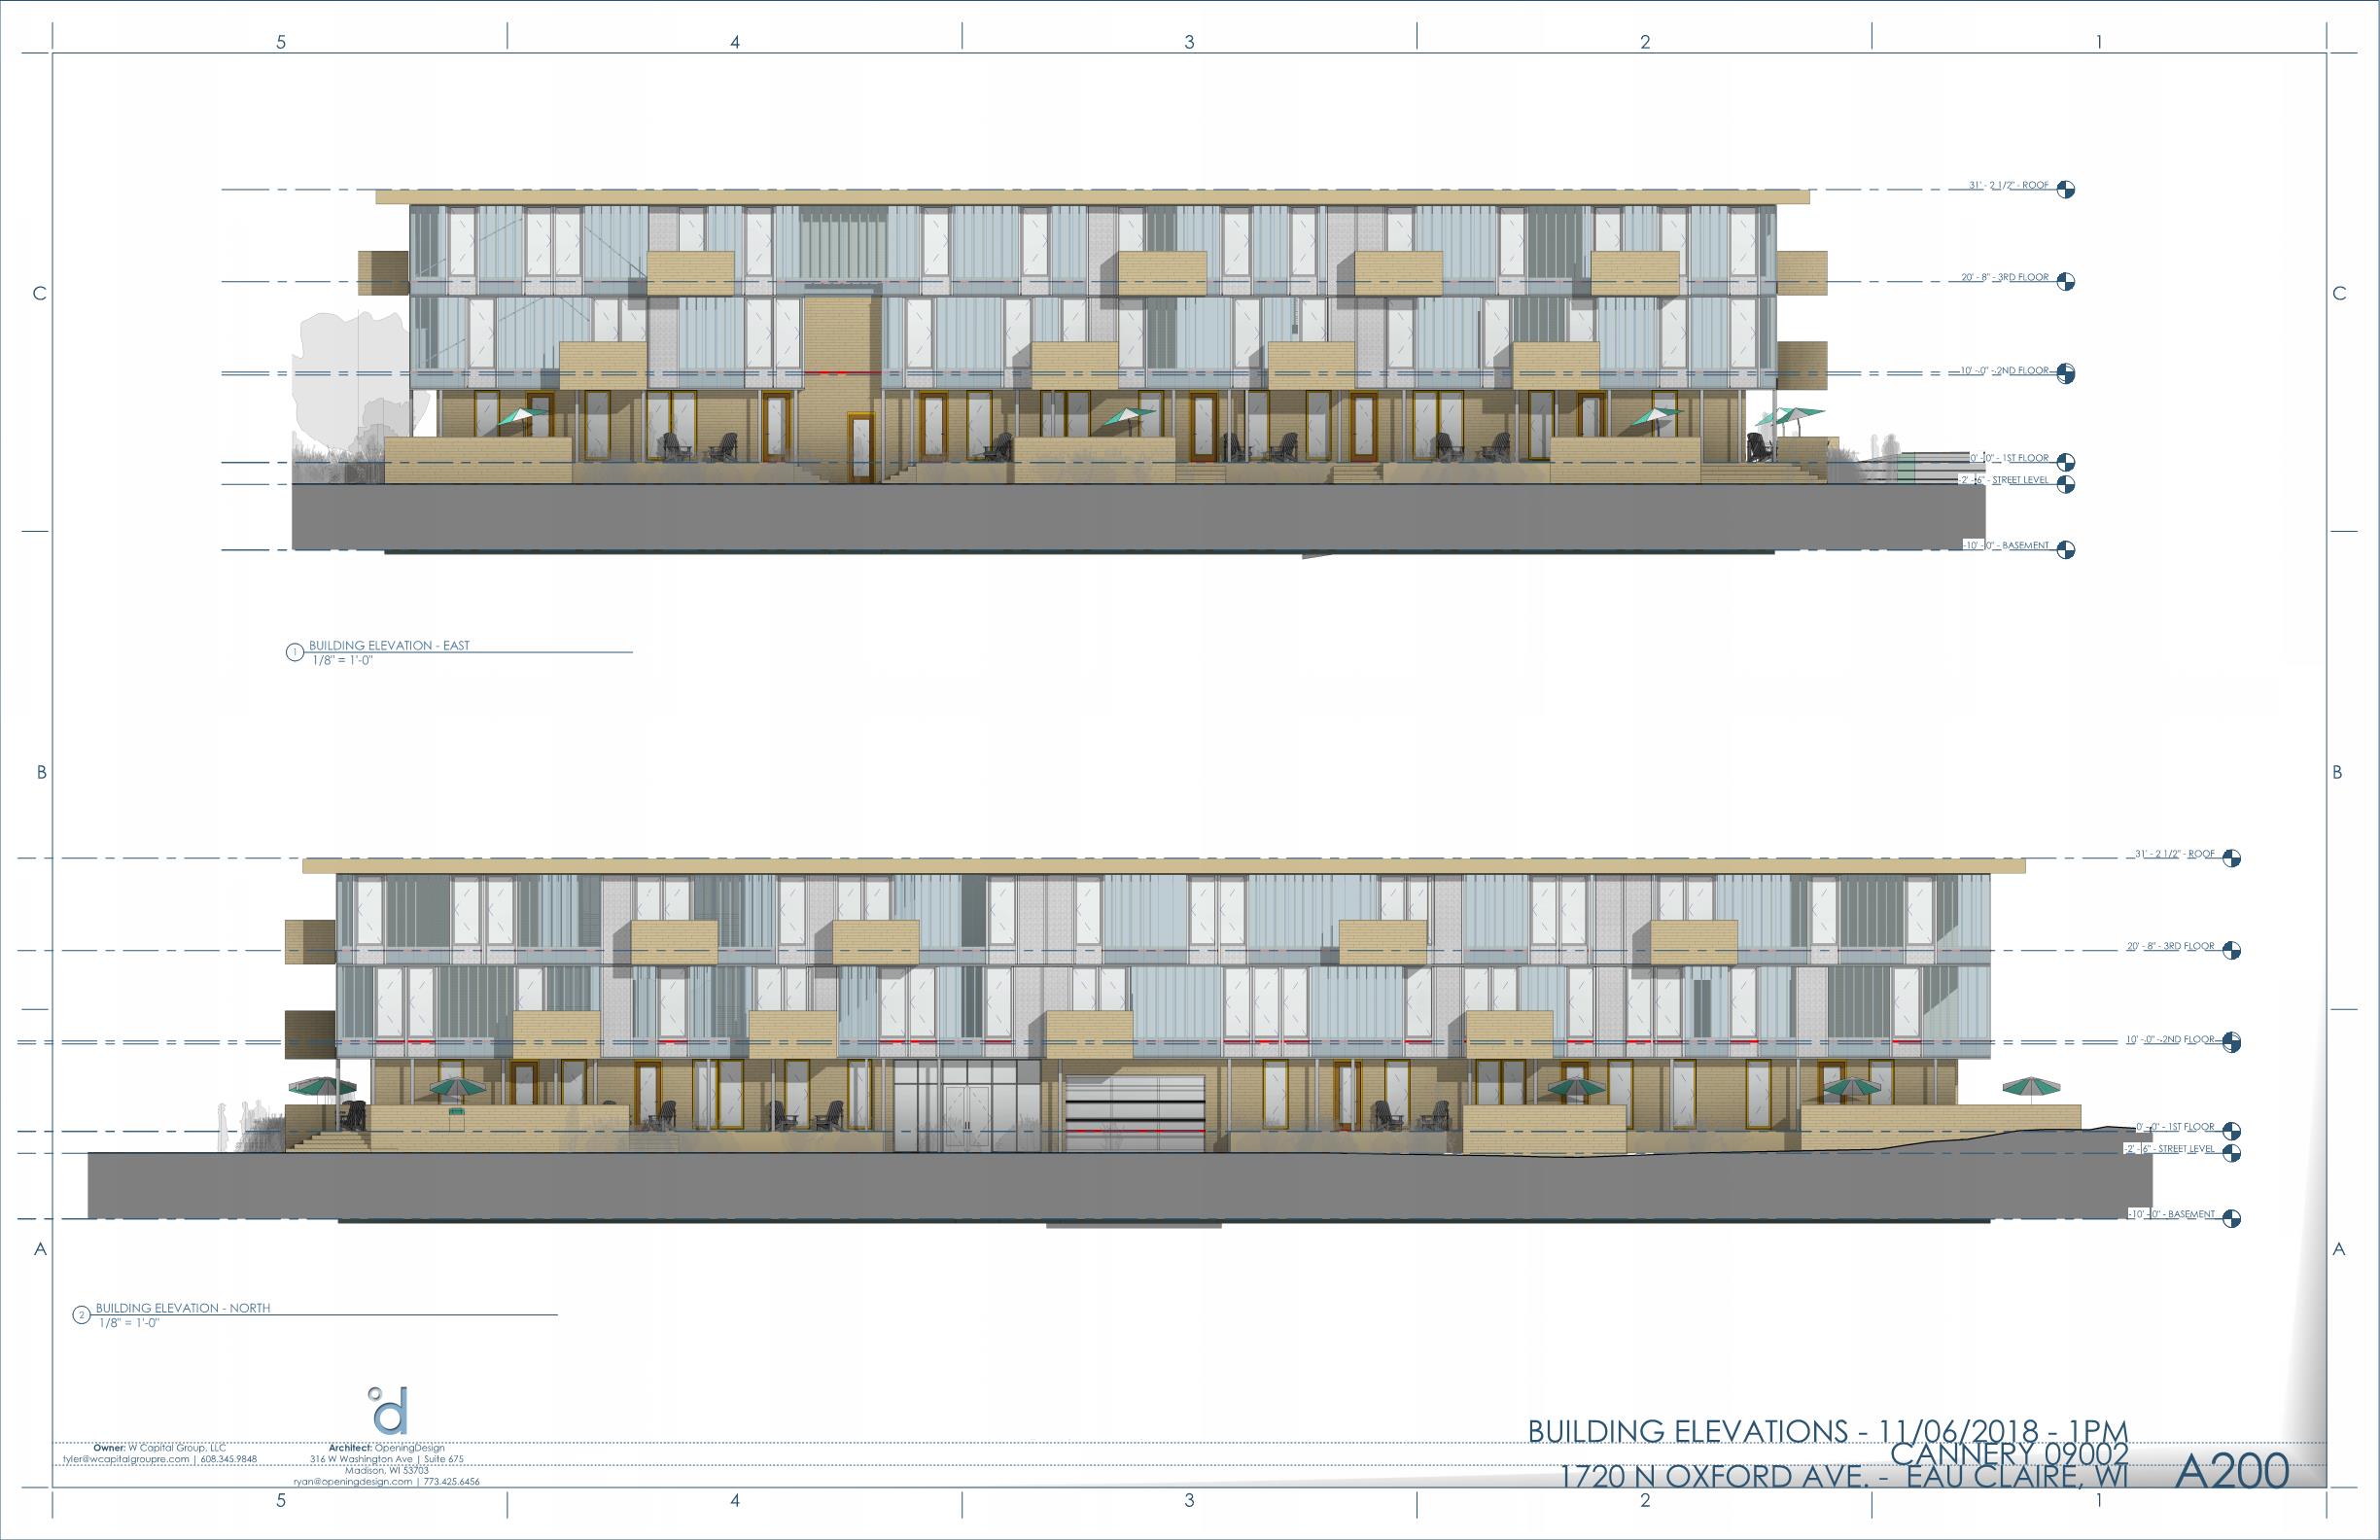 5 4 3 2 1
31' - 2 1/2" - ROOF
20' - 8" - 3RD FLOOR
C C
10' - 0" - 2ND FLOOR
0' - 0" - 1ST FLOOR
-2' - 6" - STREET LEVEL
-10' - 0" - BASEMENT
1 BUILDING ELEVATION - EAST
1/8" = 1'-0"
B B
31' - 2 1/2" - ROOF
20' - 8" - 3RD FLOOR
10' - 0" - 2ND FLOOR
0' - 0" - 1ST FLOOR
-2' - 6" - STREET LEVEL
-10' - 0" - BASEMENT
A A
2 BUILDING ELEVATION - NORTH
1/8" = 1'-0"
d
Owner: W Capital Group, LLC
tyler@wcapitalgroupre.com | 608.345.9848
Architect: OpeningDesign
316 W Washington Ave | Suite 675
Madison, WI 53703
ryan@openingdesign.com | 773.425.6456
BUILDING ELEVATIONS - 11/06/2018 - 1PM
CANNERY 09002
1720 N OXFORD AVE. - EAU CLAIRE, WI
A200
5 4 3 2 1